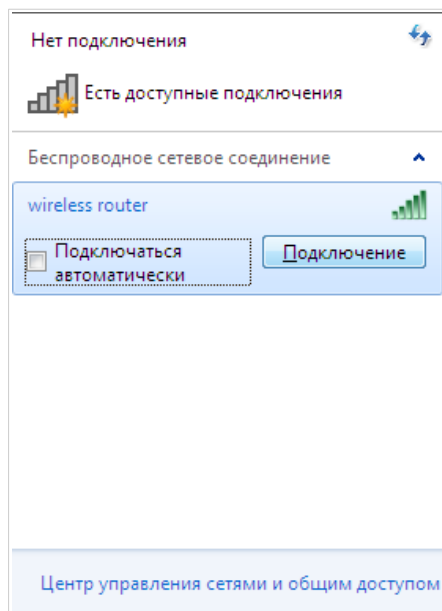 Нет подключения
Есть доступные подключения
Беспроводное сетевое соединение
wireless router
Подключаться
автоматически
Подключение
Центр управления сетями и общим доступом